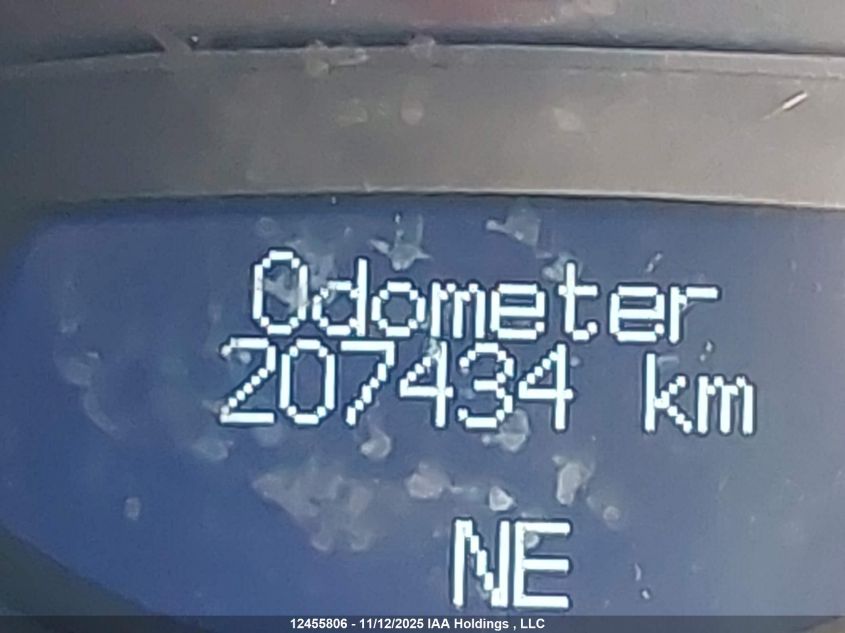 Odometer
207434 km
NE
12455806 - 11/12/2025 IAA Holdings , LLC